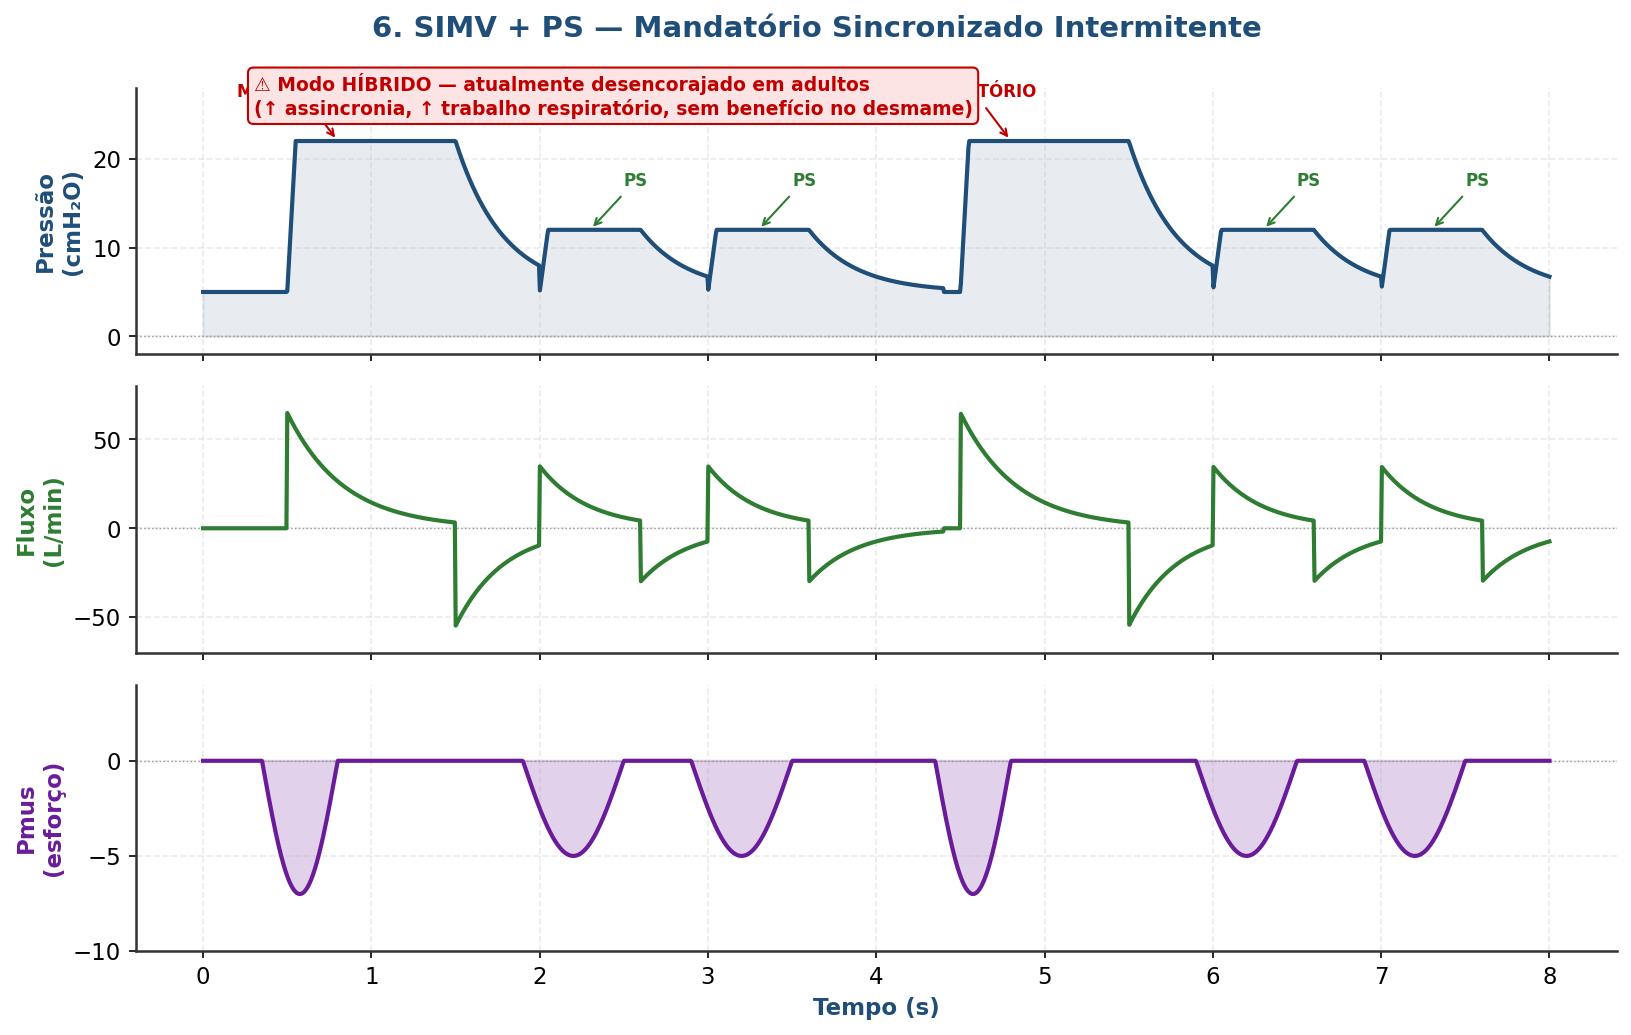 6. SIMV + PS — Mandatório Sincronizado Intermitente
⚠ Modo HÍBRIDO — atualmente desencorajado em adultos
(↑ assincronia, ↑ trabalho respiratório, sem benefício no desmame)
M
TÓRIO
PS
PS
PS
PS
Pressão
(cmH₂O)
20
10
0
Fluxo
(L/min)
50
0
−50
Pmus
(esforço)
0
−5
−10
0 1 2 3 4 5 6 7 8
Tempo (s)